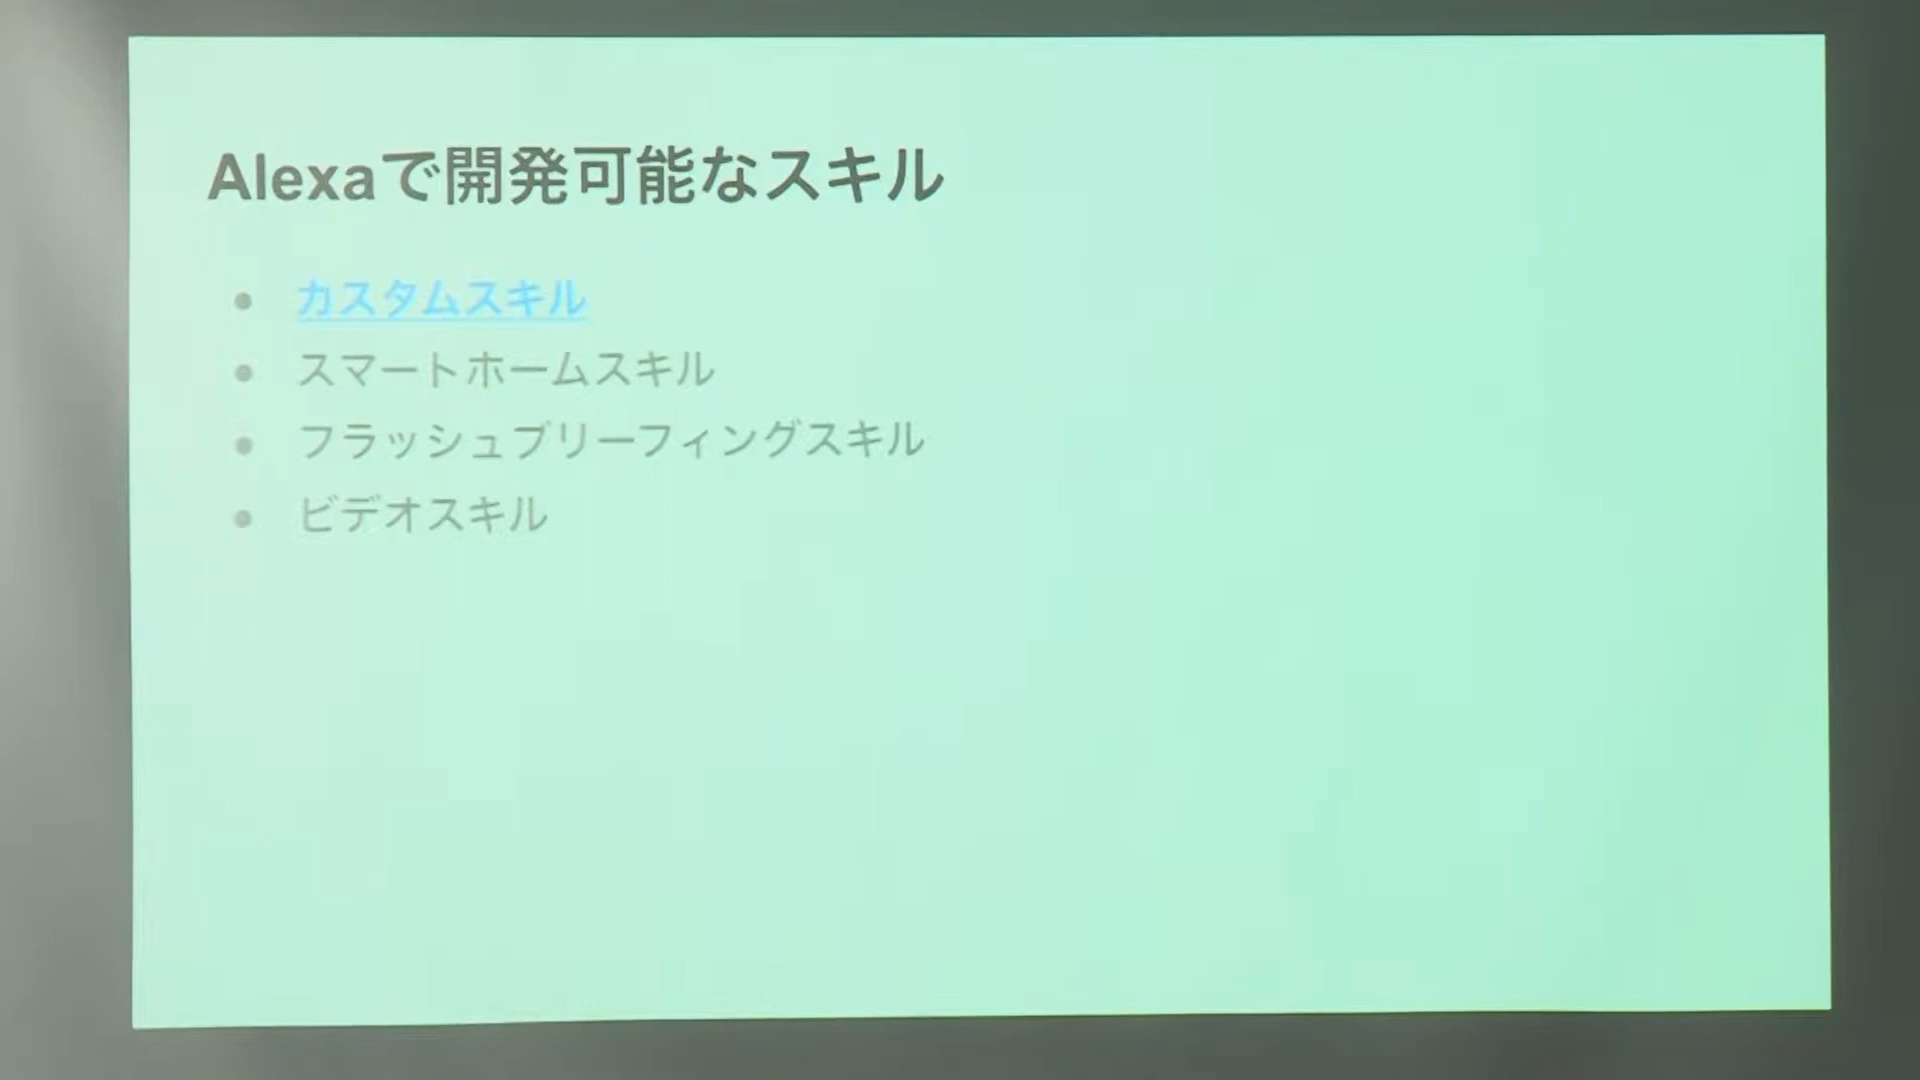 Alexaで開発可能なスキル
● カスタムスキル
● スマートホームスキル
● フラッシュブリーフィングスキル
● ビデオスキル